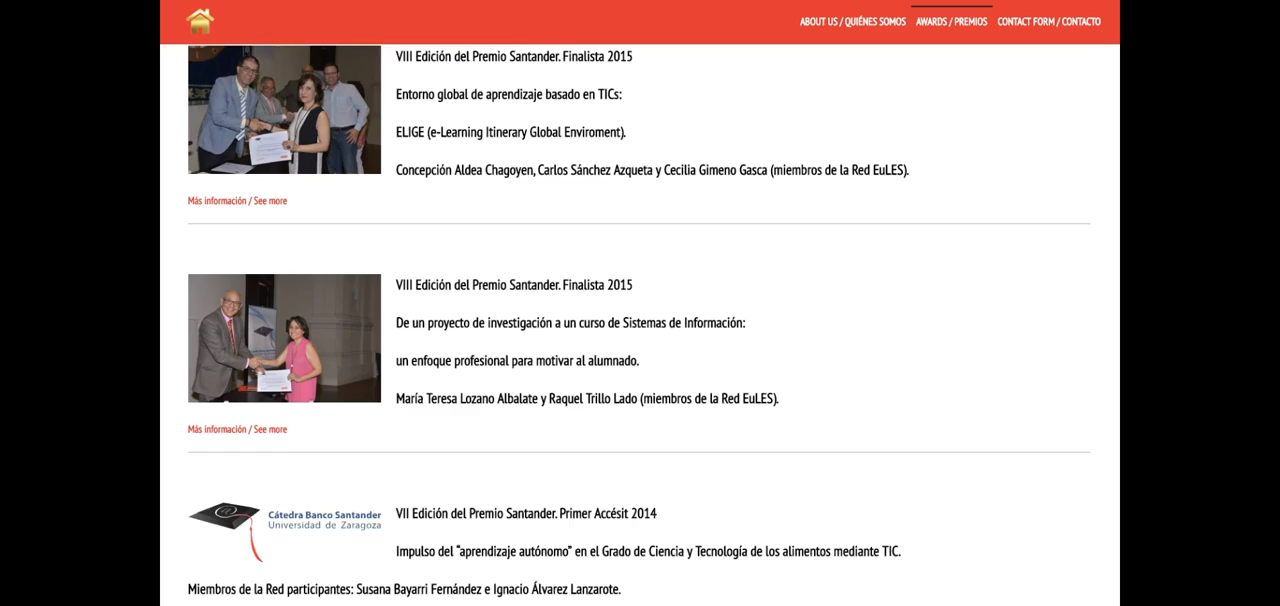 ABOUT US / QUIÉNES SOMOS AWARDS / PREMIOS CONTACT FORM / CONTACTO
VIII Edición del Premio Santander. Finalista 2015
Entorno global de aprendizaje basado en TICs:
ELIGE (e-Learning Itinerary Global Enviroment).
Concepción Aldea Chagoyen, Carlos Sánchez Azqueta y Cecilia Gimeno Gasca (miembros de la Red EuLES).
Más información / See more
VIII Edición del Premio Santander. Finalista 2015
De un proyecto de investigación a un curso de Sistemas de Información:
un enfoque profesional para motivar al alumnado.
María Teresa Lozano Albalate y Raquel Trillo Lado (miembros de la Red EuLES).
Más información / See more
Cátedra Banco Santander
Universidad de Zaragoza
VII Edición del Premio Santander. Primer Accésit 2014
Impulso del “aprendizaje autónomo” en el Grado de Ciencia y Tecnología de los alimentos mediante TIC.
Miembros de la Red participantes: Susana Bayarri Fernández e Ignacio Álvarez Lanzarote.